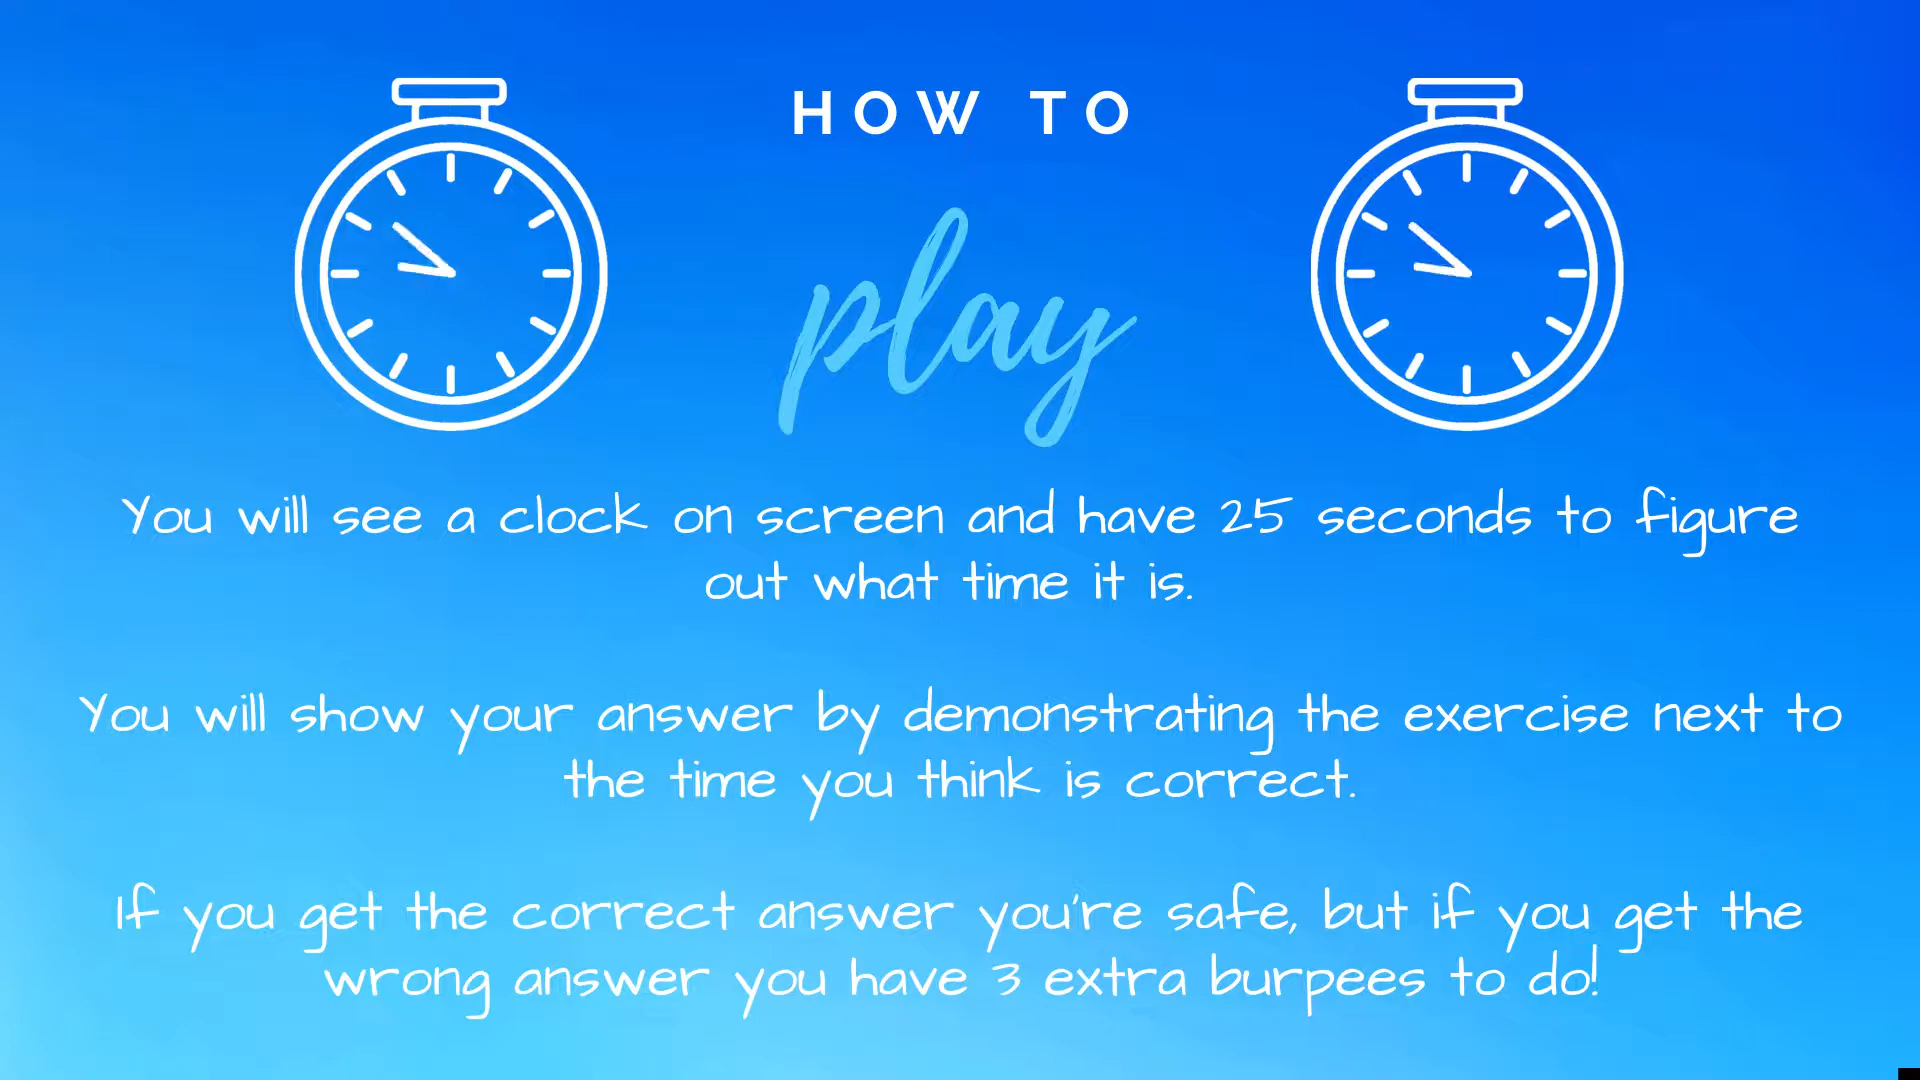 HOW TO
play
You will see a clock on screen and have 25 seconds to figure
out what time it is.
You will show your answer by demonstrating the exercise next to
the time you think is correct.
If you get the correct answer you're safe, but if you get the
wrong answer you have 3 extra burpees to do!